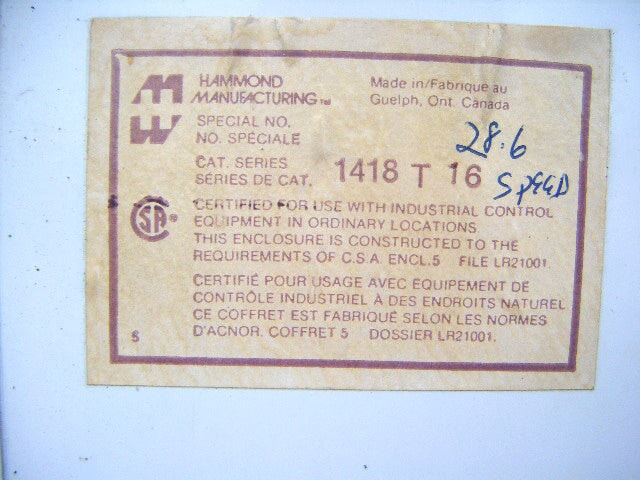 HAMMOND
MANUFACTURING™
Made in/Fabrique au
Guelph, Ont. Canada
SPECIAL NO.
NO. SPÉCIALE
28.6
SPEED
CAT. SERIES
SÉRIES DE CAT.
1418 T 16
CERTIFIED FOR USE WITH INDUSTRIAL CONTROL
EQUIPMENT IN ORDINARY LOCATIONS
THIS ENCLOSURE IS CONSTRUCTED TO THE
REQUIREMENTS OF C.S.A. ENCL.5 FILE LR21001.
SA®
CERTIFIÉ POUR USAGE AVEC EQUIPEMENT DE
CONTRÔLE INDUSTRIEL À DES ENDROITS NATUREL
CE COFFRET EST FABRIQUÉ SELON LES NORMES
D'ACNOR. COFFRET 5 DOSSIER LR21001.
S